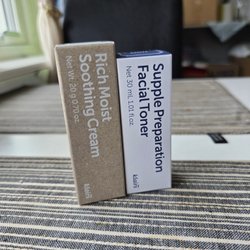 Rich Moist
Soothing Cream
Net Wt. 20 g 0.70 oz.
klairs
Supple Preparation
Facial Toner
Net 30 mL 1.01 fl.oz.
klairs